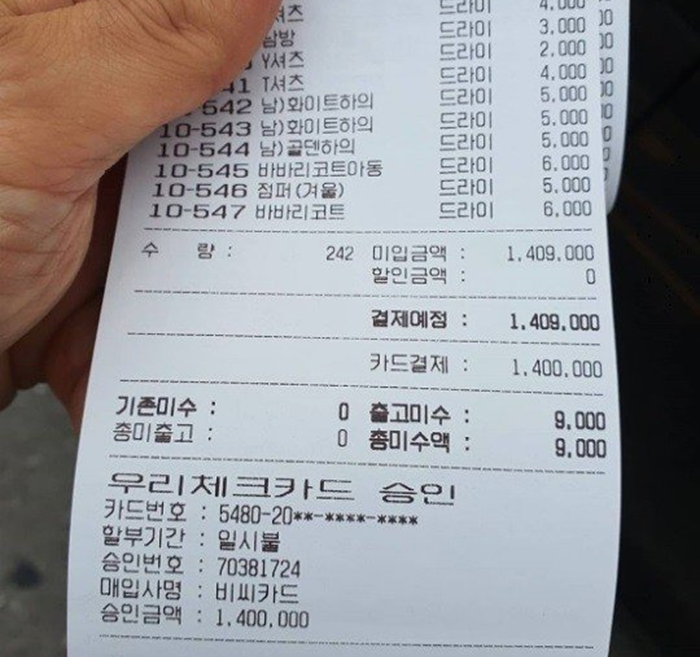 셔츠 드라이 4,000
남방 드라이 3,000
Y셔츠 드라이 2,000
41 T셔츠 드라이 4,000
542 남)화이트하의 드라이 5,000
10-543 남)화이트하의 드라이 5,000
10-544 남)골덴하의 드라이 5,000
10-545 바바리코트아동 드라이 6,000
10-546 점퍼(겨울) 드라이 5,000
10-547 바바리코트 드라이 6,000
수 량 : 242 미입금액 : 1,409,000
할인금액 : 0
결제예정 : 1,409,000
카드결제 : 1,400,000
기존미수 : 0 출고미수 : 9,000
총미출고 : 0 총미수액 : 9,000
우리체크카드 승인
카드번호 : 5480-20**-****-****
할부기간 : 일시불
승인번호 : 70381724
매입사명 : 비씨카드
승인금액 : 1,400,000